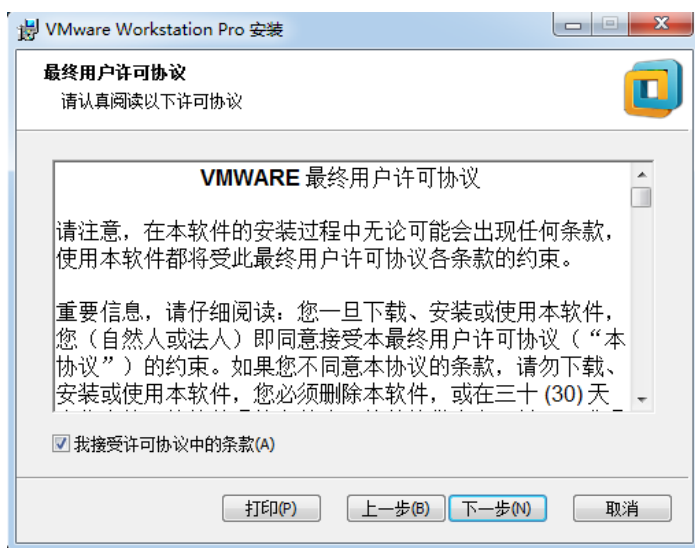 VMware Workstation Pro 安装
最终用户许可协议
请认真阅读以下许可协议
VMWARE 最终用户许可协议
请注意，在本软件的安装过程中无论可能会出现任何条款，
使用本软件都将受此最终用户许可协议各条款的约束。
重要信息，请仔细阅读：您一旦下载、安装或使用本软件，
您（自然人或法人）即同意接受本最终用户许可协议（“本
协议”）的约束。如果您不同意本协议的条款，请勿下载、
安装或使用本软件，您必须删除本软件，或在三十 (30) 天
我接受许可协议中的条款(A)
打印(P) 上一步(B) 下一步(N) 取消